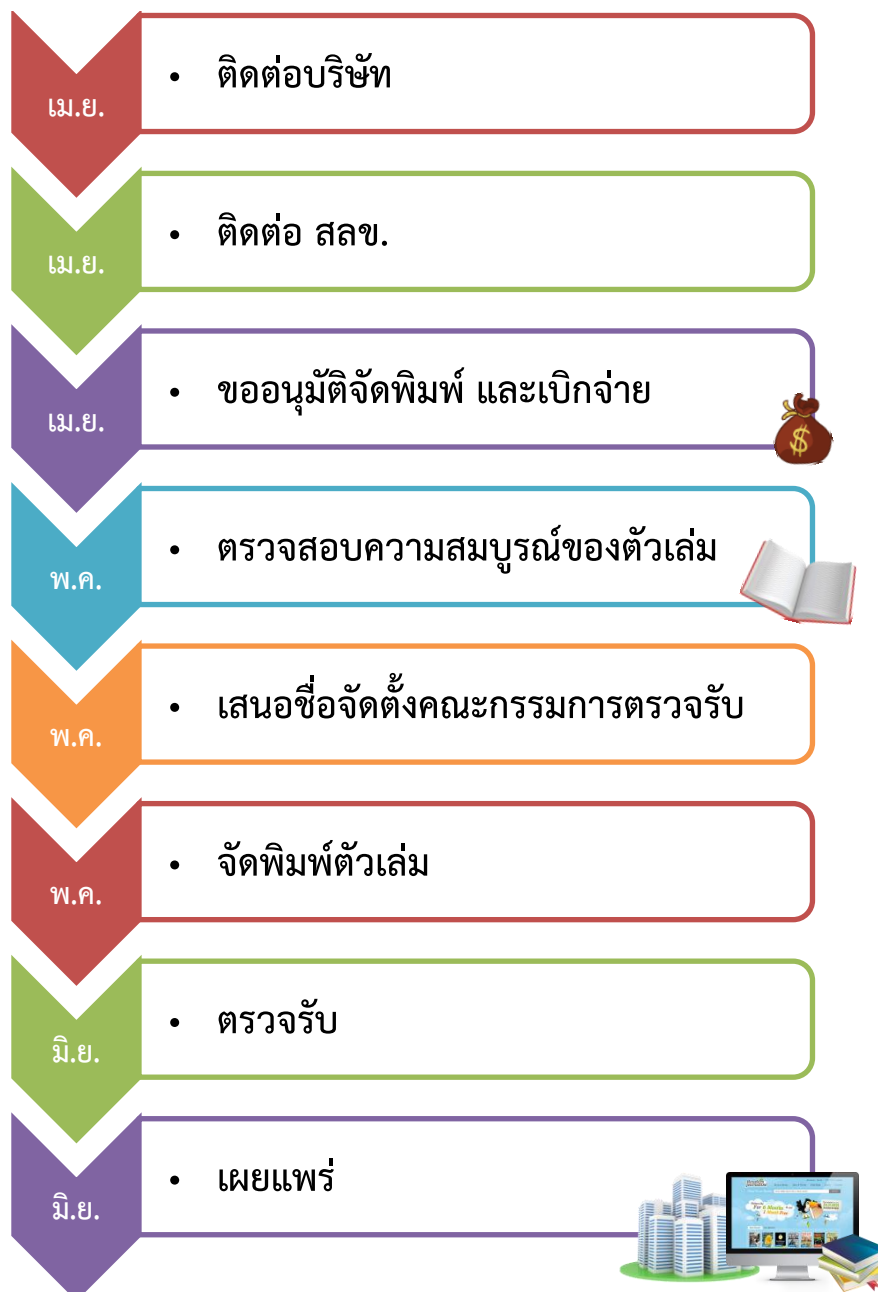 เม.ย.
• ติดต่อบริษัท
เม.ย.
• ติดต่อ สลข.
เม.ย.
• ขออนุมัติจัดพิมพ์ และเบิกจ่าย
$
พ.ค.
• ตรวจสอบความสมบูรณ์ของตัวเล่ม
พ.ค.
• เสนอชื่อจัดตั้งคณะกรรมการตรวจรับ
พ.ค.
• จัดพิมพ์ตัวเล่ม
มิ.ย.
• ตรวจรับ
มิ.ย.
• เผยแพร่